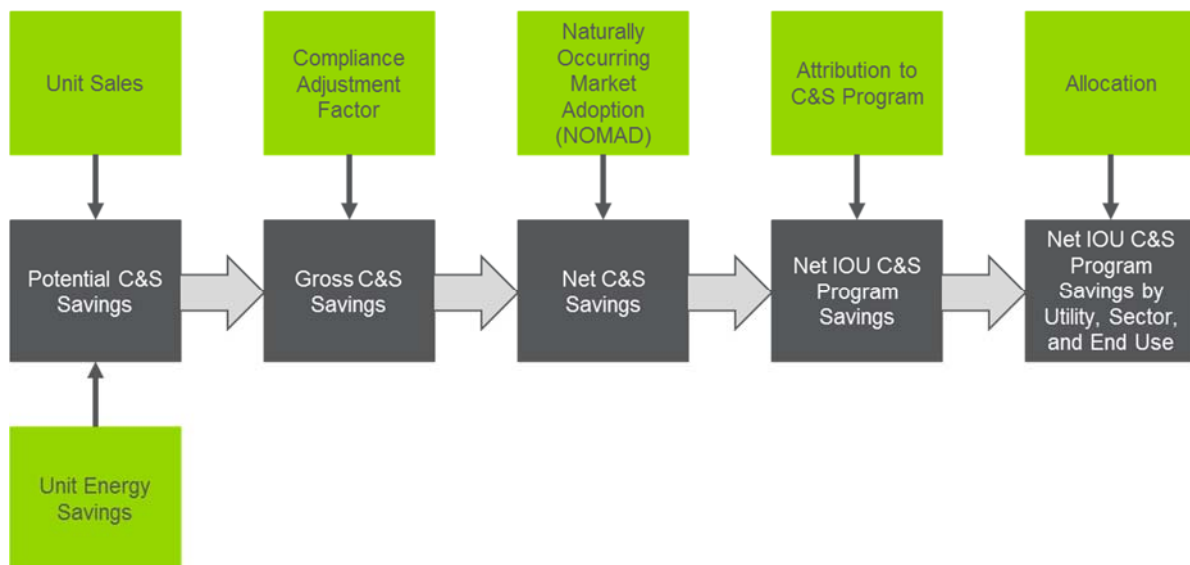 Unit Sales
Compliance
Adjustment
Factor
Naturally
Occurring
Market
Adoption
(NOMAD)
Attribution to
C&S Program
Allocation
Potential C&S
Savings
Gross C&S
Savings
Net C&S
Savings
Net IOU C&S
Program
Savings
Net IOU C&S
Program
Savings by
Utility, Sector,
and End Use
Unit Energy
Savings